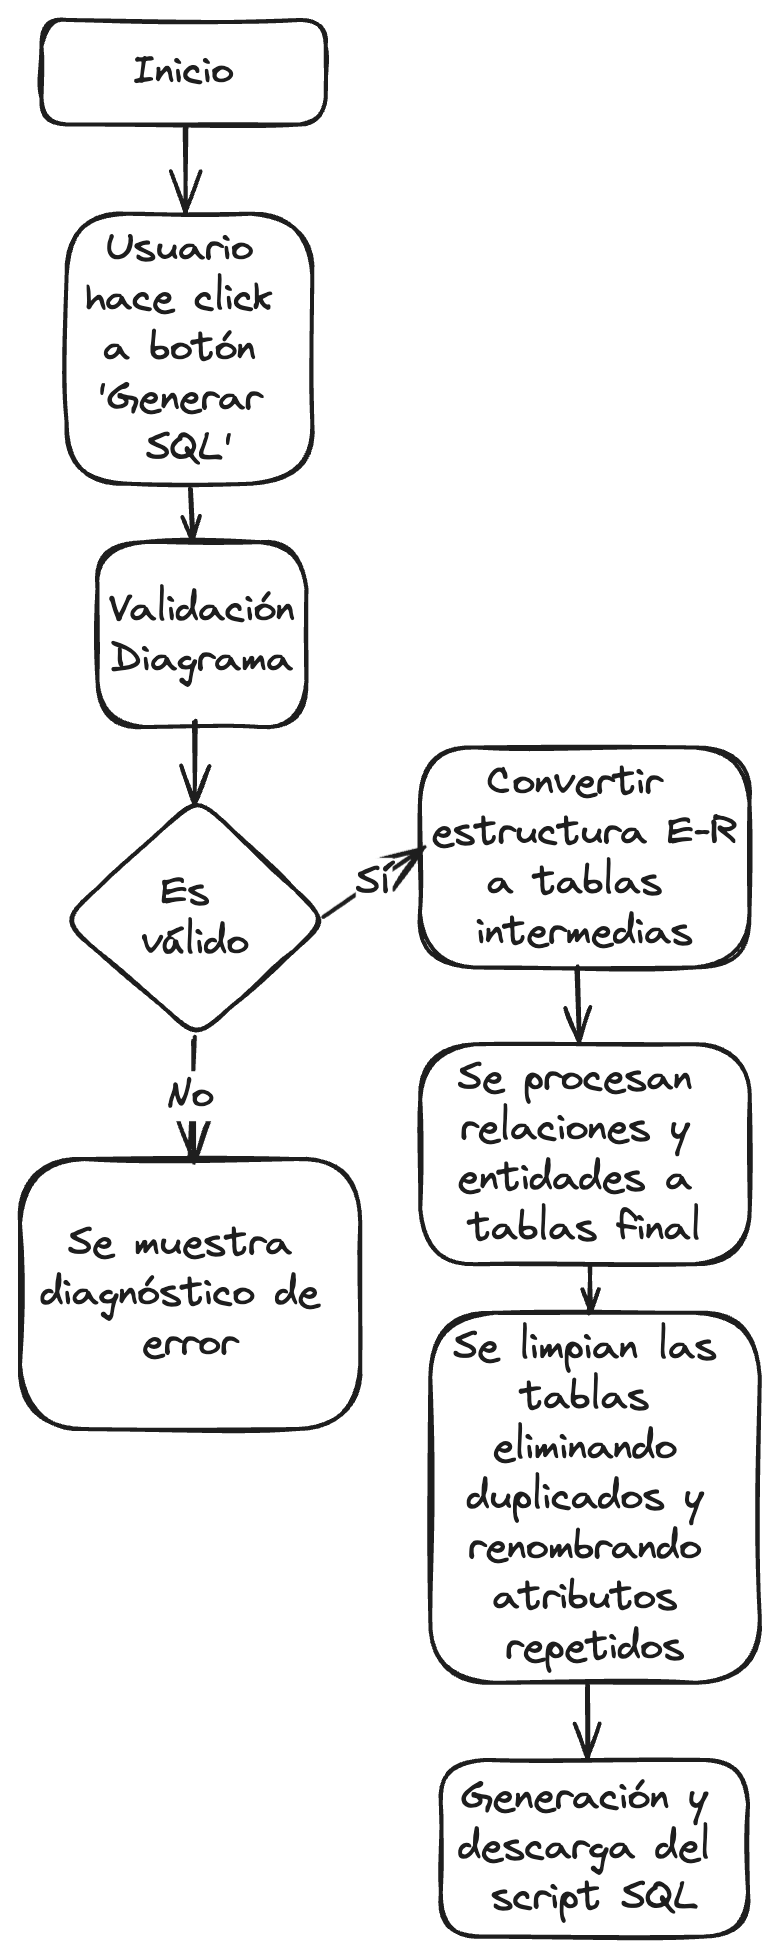 Inicio
Usuario
hace click
a botón
'Generar
SQL'
Validación
Diagrama
Es
válido
Sí
No
Se muestra
diagnóstico de
error
Convertir
estructura E-R
a tablas
intermedias
Se procesan
relaciones y
entidades a
tablas final
Se limpian las
tablas
eliminando
duplicados y
renombrando
atributos
repetidos
Generación y
descarga del
script SQL